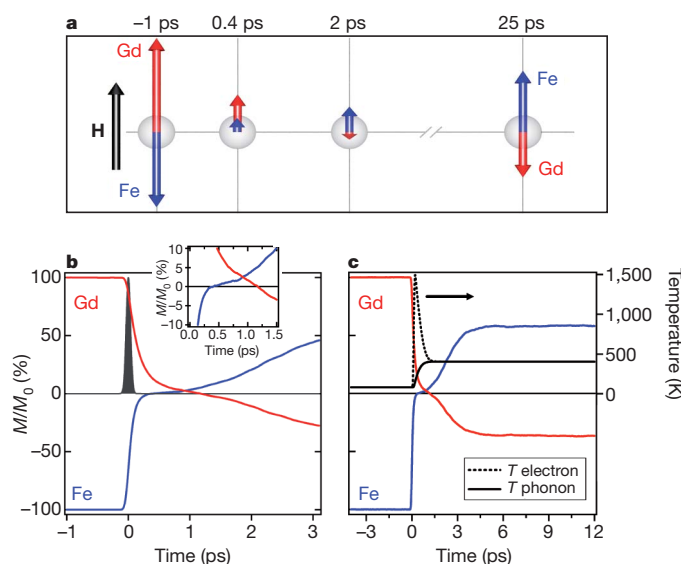 a
−1 ps 0.4 ps 2 ps 25 ps
Gd
Fe
H
Fe
Gd
b
M/M0 (%)
100
50
0
−50
−100
Gd
Fe
−1 0 1 2 3
Time (ps)
M/M0 (%)
10
5
0
−5
−10
0.0 0.5 1.0 1.5
Time (ps)
c
Gd
Fe
1,500
1,000
500
0
Temperature (K)
T electron
T phonon
−3 0 3 6 9 12
Time (ps)